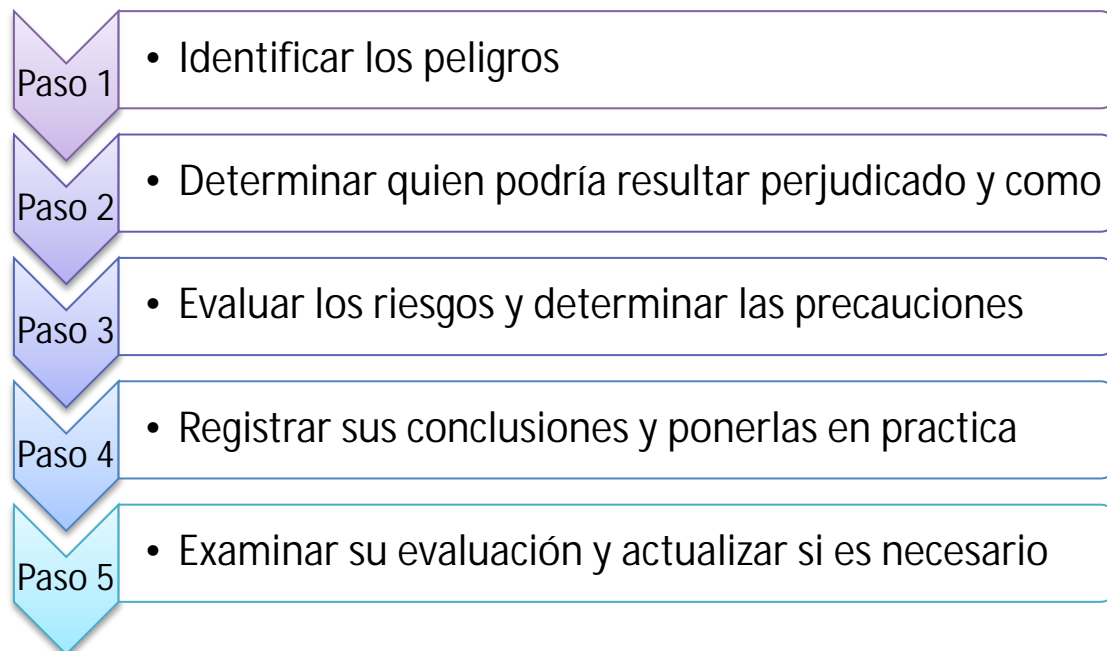 Paso 1
• Identificar los peligros
Paso 2
• Determinar quien podría resultar perjudicado y como
Paso 3
• Evaluar los riesgos y determinar las precauciones
Paso 4
• Registrar sus conclusiones y ponerlas en practica
Paso 5
• Examinar su evaluación y actualizar si es necesario